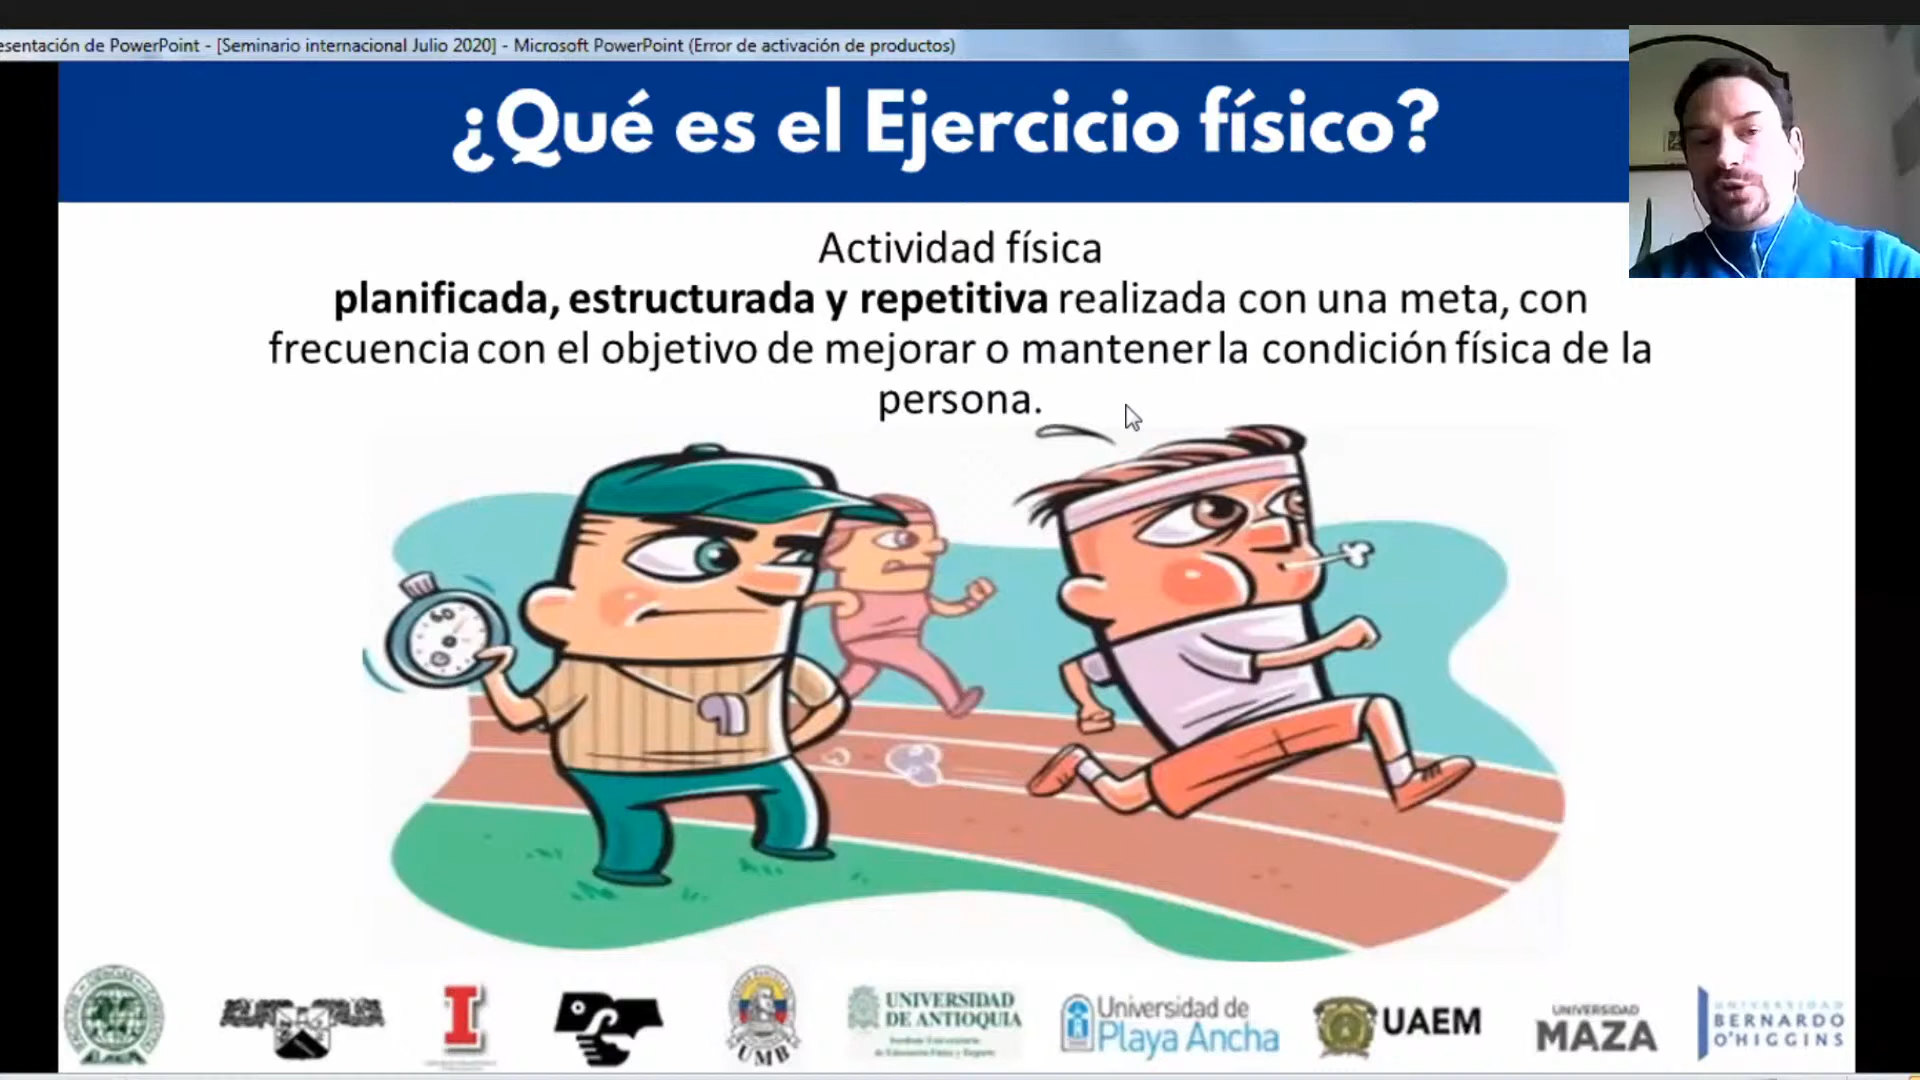 esentación de PowerPoint - [Seminario internacional Julio 2020] - Microsoft PowerPoint (Error de activación de productos)
¿Qué es el Ejercicio físico?
Actividad física
planificada, estructurada y repetitiva realizada con una meta, con
frecuencia con el objetivo de mejorar o mantener la condición física de la
persona.
I
UMB
UNIVERSIDAD
DE ANTIOQUIA
Universidad de
Playa Ancha
UAEM
UNIVERSIDAD
MAZA
UNIVERSIDAD
BERNARDO
O'HIGGINS